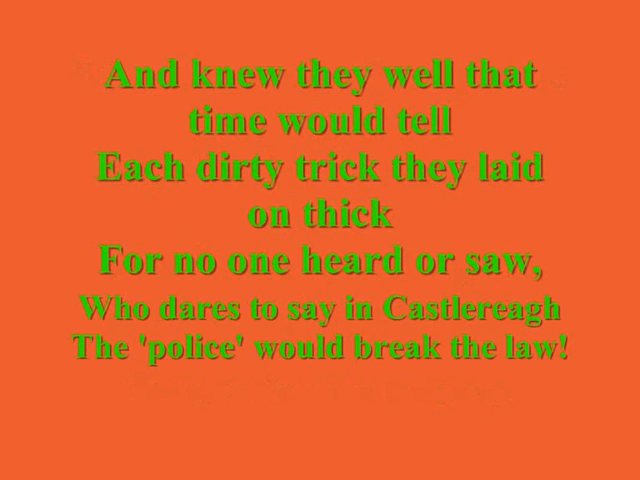 And knew they well that
time would tell
Each dirty trick they laid
on thick
For no one heard or saw,
Who dares to say in Castlereagh
The 'police' would break the law!